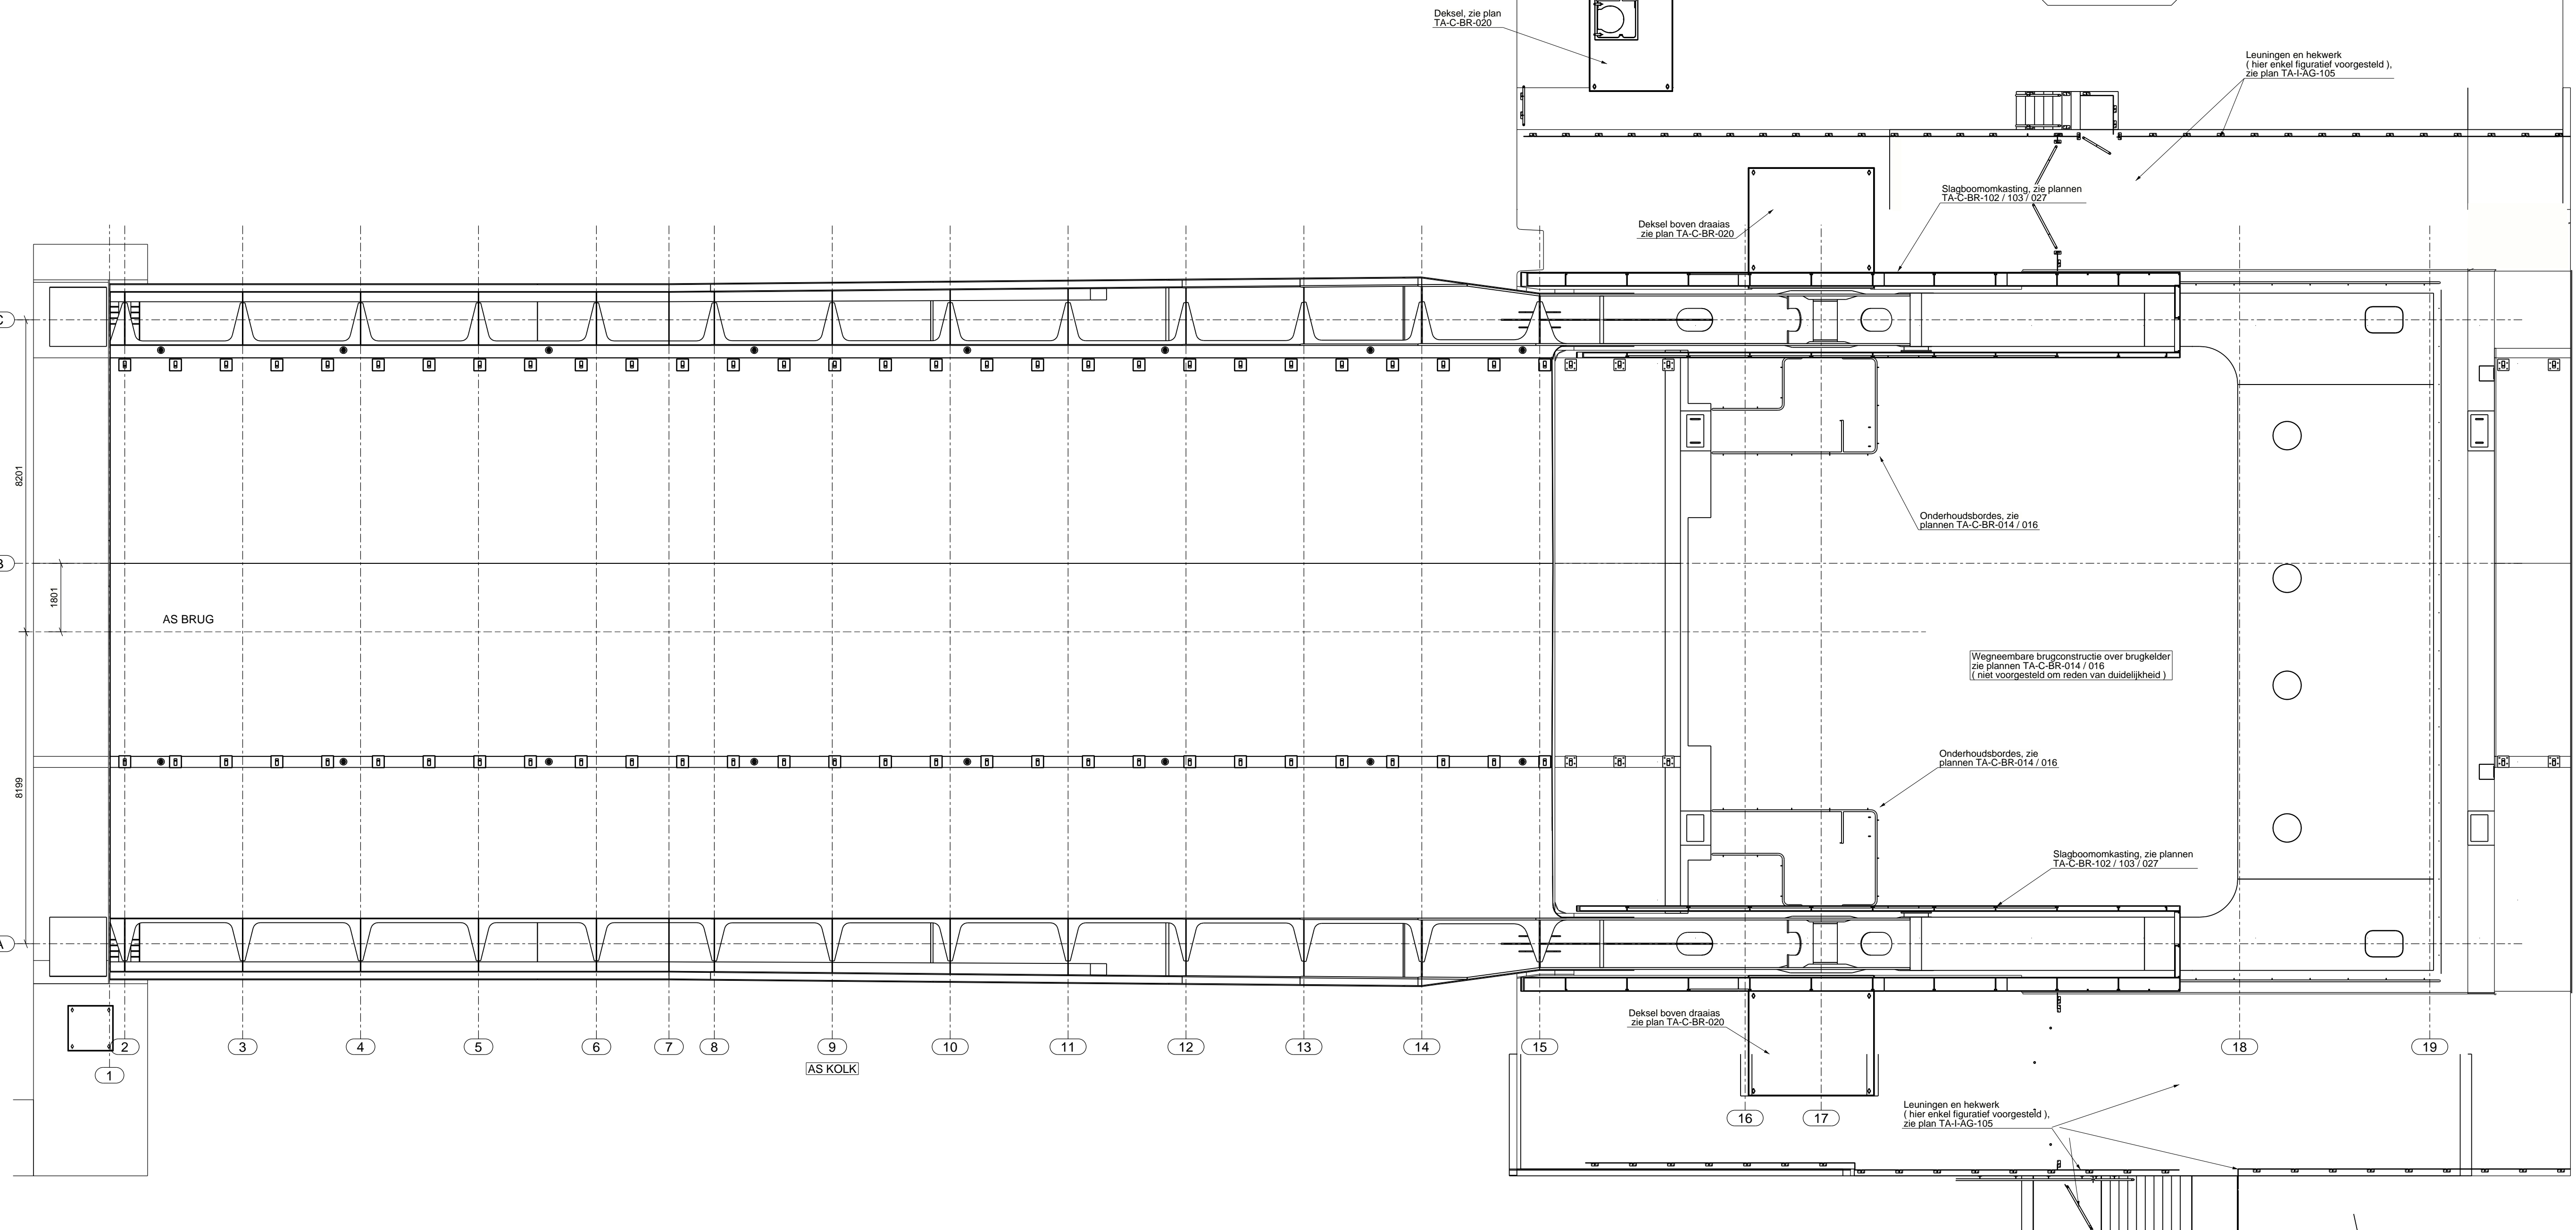 Deksel, zie plan
TA-C-BR-020
Leuningen en hekwerk
( hier enkel figuratief voorgesteld ),
zie plan TA-I-AG-105
Slagboomomkasting, zie plannen
TA-C-BR-102 / 103 / 027
Deksel boven draaias
zie plan TA-C-BR-020
C
8201
Onderhoudsbordes, zie
plannen TA-C-BR-014 / 016
B
1801
AS BRUG
Wegneembare brugconstructie over brugkelder
zie plannen TA-C-BR-014 / 016
( niet voorgesteld om reden van duidelijkheid )
8199
Onderhoudsbordes, zie
plannen TA-C-BR-014 / 016
Slagboomomkasting, zie plannen
TA-C-BR-102 / 103 / 027
A
Deksel boven draaias
zie plan TA-C-BR-020
2 3 4 5 6 7 8 9 10 11 12 13 14 15 18 19
1
AS KOLK
16 17
Leuningen en hekwerk
( hier enkel figuratief voorgesteld ),
zie plan TA-I-AG-105